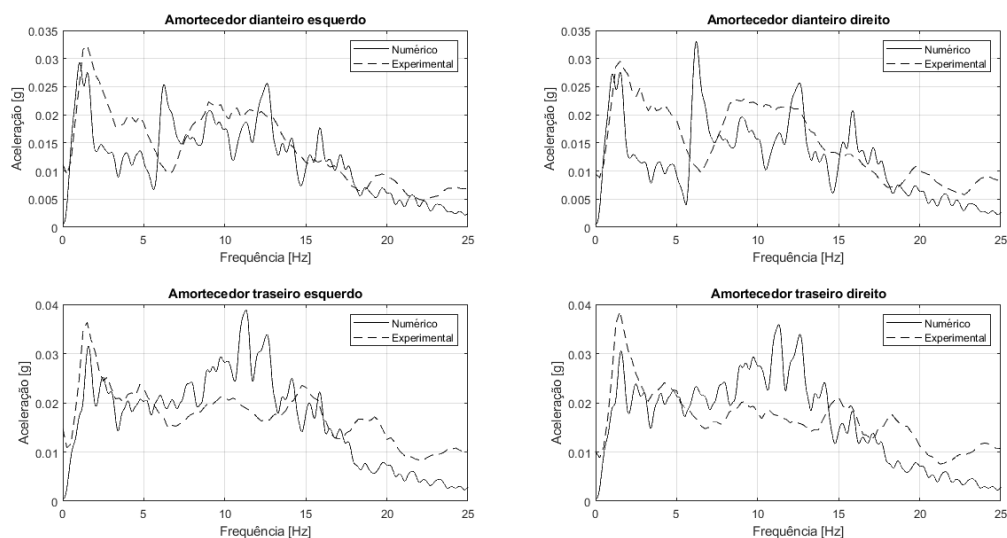 Amortecedor dianteiro esquerdo
0.035
0.03
0.025
0.02
0.015
0.01
0.005
0
Aceleração [g]
Numérico
Experimental
0
5
10
15
20
25
Frequência [Hz]
Amortecedor dianteiro direito
0.035
0.03
0.025
0.02
0.015
0.01
0.005
0
Aceleração [g]
Numérico
Experimental
0
5
10
15
20
25
Frequência [Hz]
Amortecedor traseiro esquerdo
0.04
0.03
0.02
0.01
0
Aceleração [g]
Numérico
Experimental
0
5
10
15
20
25
Frequência [Hz]
Amortecedor traseiro direito
0.04
0.03
0.02
0.01
0
Aceleração [g]
Numérico
Experimental
0
5
10
15
20
25
Frequência [Hz]